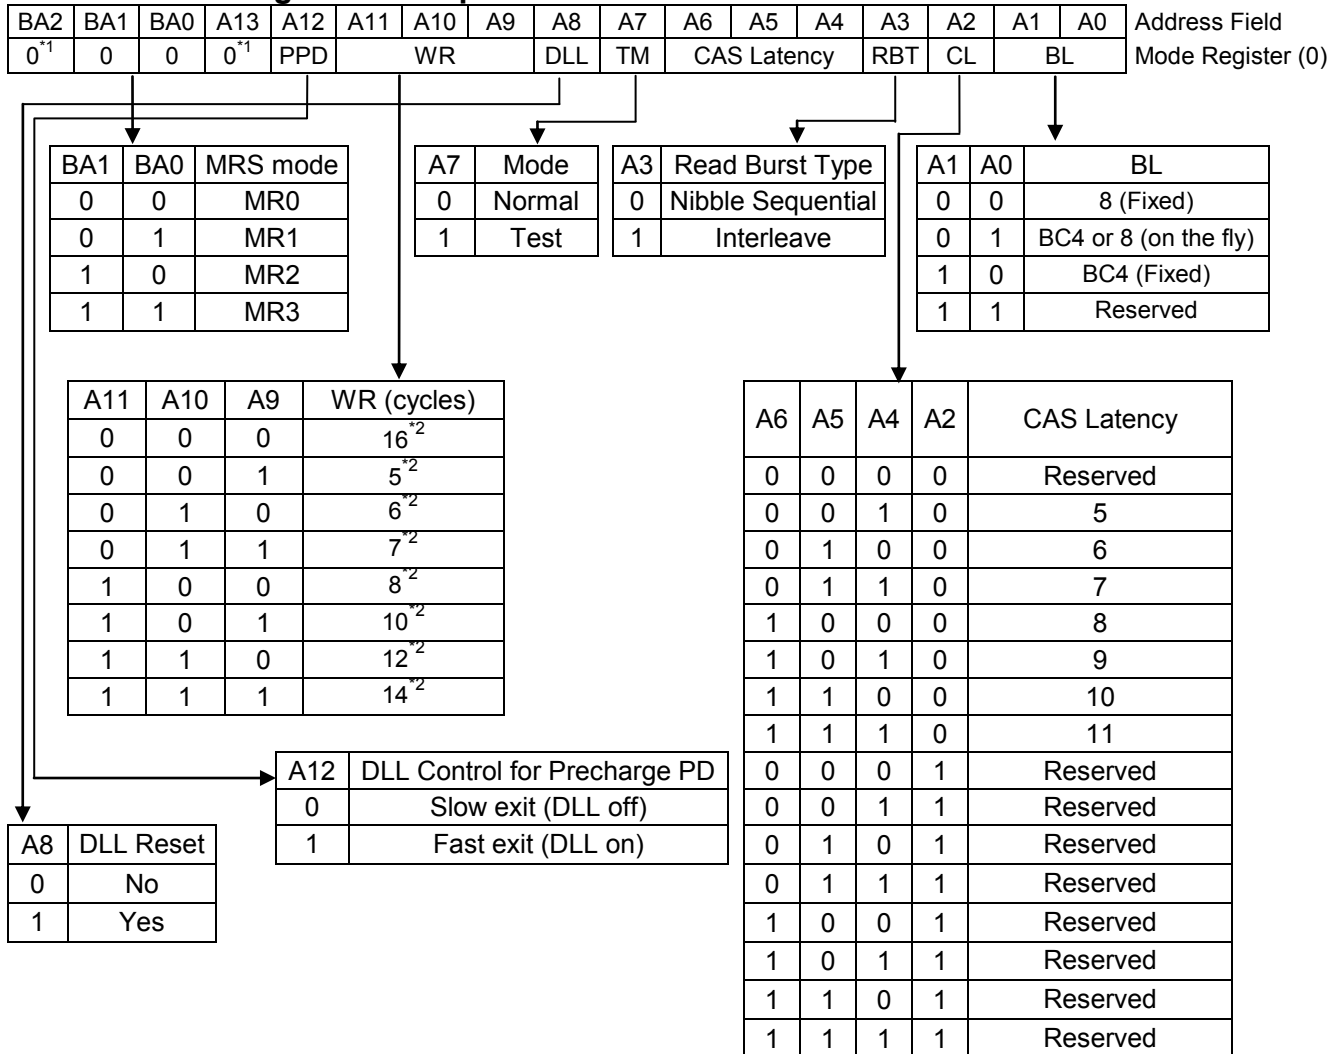 BA2 BA1 BA0 A13 A12 A11 A10 A9 A8 A7 A6 A5 A4 A3 A2 A1 A0 Address Field
0*1 0 0 0*1 PPD WR DLL TM CAS Latency RBT CL BL Mode Register (0)
BA1 BA0 MRS mode
0 0 MR0
0 1 MR1
1 0 MR2
1 1 MR3
A7 Mode
0 Normal
1 Test
A3 Read Burst Type
0 Nibble Sequential
1 Interleave
A1 A0 BL
0 0 8 (Fixed)
0 1 BC4 or 8 (on the fly)
1 0 BC4 (Fixed)
1 1 Reserved
A11 A10 A9 WR (cycles)
0 0 0 16*2
0 0 1 5*2
0 1 0 6*2
0 1 1 7*2
1 0 0 8*2
1 0 1 10*2
1 1 0 12*2
1 1 1 14*2
A6 A5 A4 A2 CAS Latency
0 0 0 0 Reserved
0 0 1 0 5
0 1 0 0 6
0 1 1 0 7
1 0 0 0 8
1 0 1 0 9
1 1 0 0 10
1 1 1 0 11
0 0 0 1 Reserved
0 0 1 1 Reserved
0 1 0 1 Reserved
0 1 1 1 Reserved
1 0 0 1 Reserved
1 0 1 1 Reserved
1 1 0 1 Reserved
1 1 1 1 Reserved
A12 DLL Control for Precharge PD
0 Slow exit (DLL off)
1 Fast exit (DLL on)
A8 DLL Reset
0 No
1 Yes